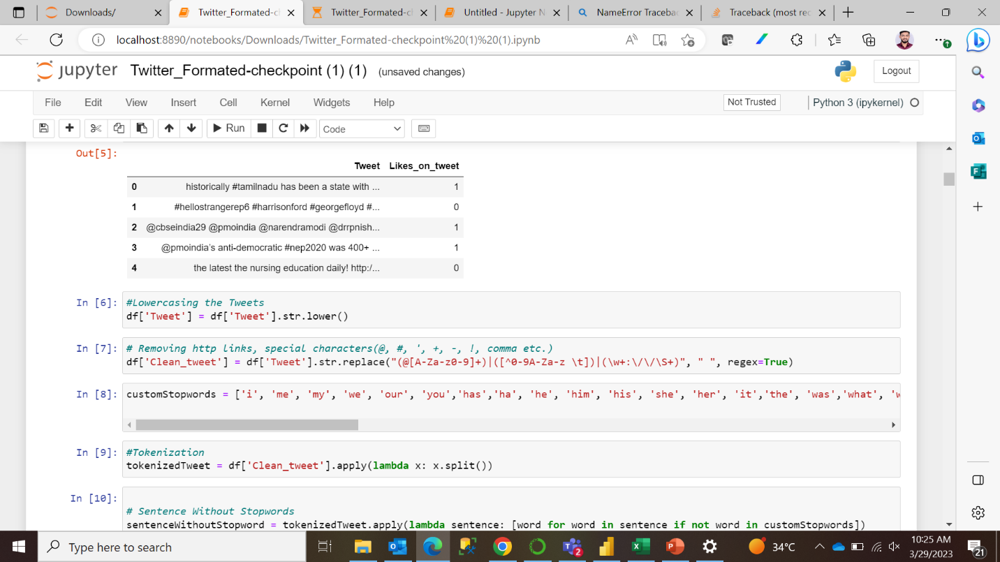 Downloads/
Twitter_Formated-cl
Twitter_Formated-cl
Untitled - Jupyter N
NameError Traceba
Traceback (most rec
localhost:8890/notebooks/Downloads/Twitter_Formated-checkpoint%20(1)%20(1).ipynb
jupyter Twitter_Formated-checkpoint (1) (1) (unsaved changes)
Logout
File Edit View Insert Cell Kernel Widgets Help
Not Trusted
Python 3 (ipykernel)
Run
Code
Out[5]:
Tweet Likes_on_tweet
0 historically #tamilnadu has been a state with ... 1
1 #hellostrangerep6 #harrisonford #georgefloyd #... 0
2 @cbseindia29 @pmoindia @narendramodi @drrpnish... 1
3 @pmoindia's anti-democratic #nep2020 was 400+ ... 1
4 the latest the nursing education daily! http:/... 0
In [6]: #Lowercasing the Tweets
df['Tweet'] = df['Tweet'].str.lower()
In [7]: # Removing http links, special characters(@, #, ', +, -, !, comma etc.)
df['Clean_tweet'] = df['Tweet'].str.replace("(@[A-Za-z0-9]+)|([^0-9A-Za-z \t])|(\w+:\/\/\S+)", " ", regex=True)
In [8]: customStopwords = ['i', 'me', 'my', 'we', 'our', 'you','has','ha', 'he', 'him', 'his', 'she', 'her', 'it','the', 'was','what', 'w
In [9]: #Tokenization
tokenizedTweet = df['Clean_tweet'].apply(lambda x: x.split())
In [10]:
# Sentence Without Stopwords
sentenceWithoutStopword = tokenizedTweet.apply(lambda sentence: [word for word in sentence if not word in customStopwords])
Type here to search
2
34°C
10:25 AM
3/29/2023
21